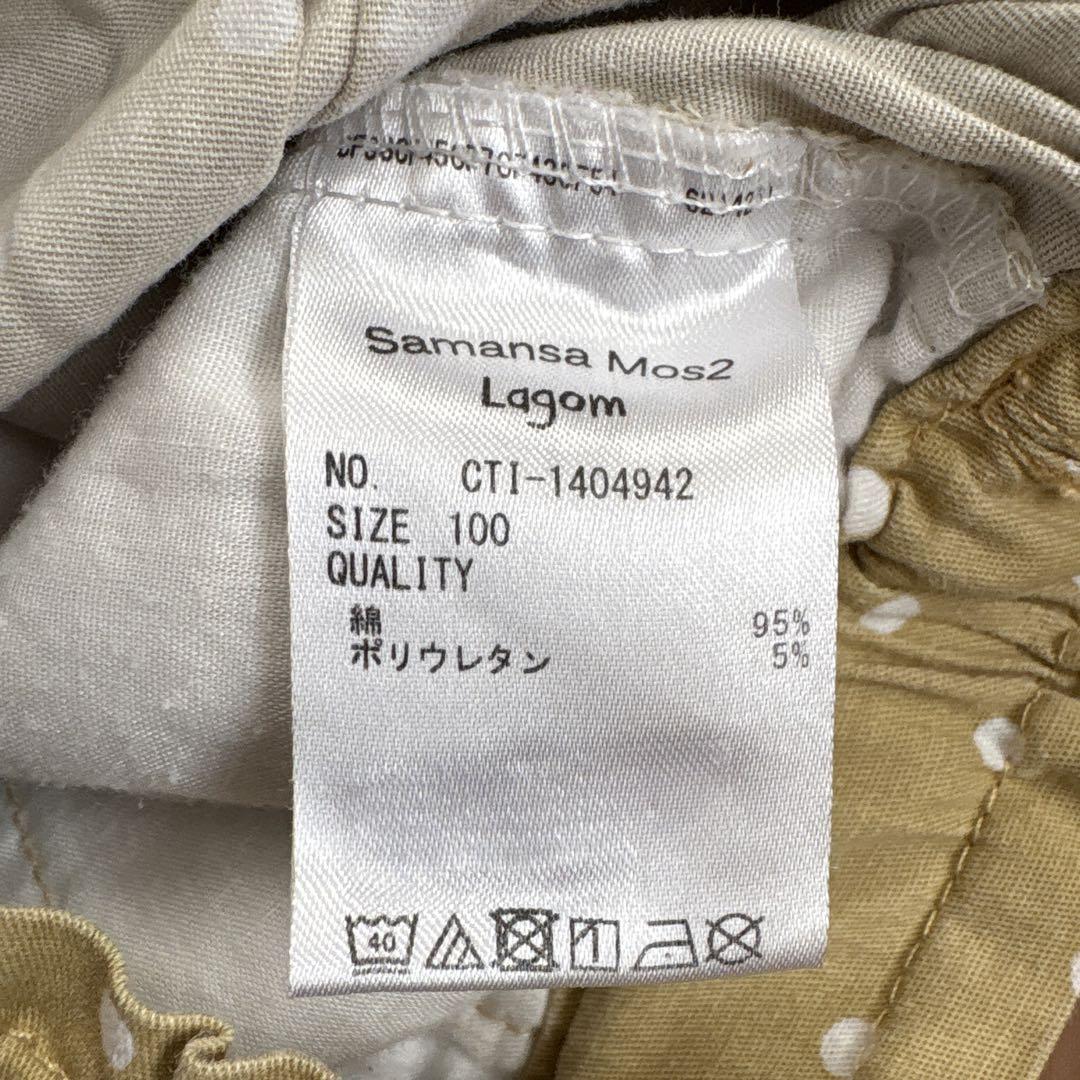 Samansa Mos2
Lagom
NO. CTI-1404942
SIZE 100
QUALITY
綿 95%
ポリウレタン 5%
40